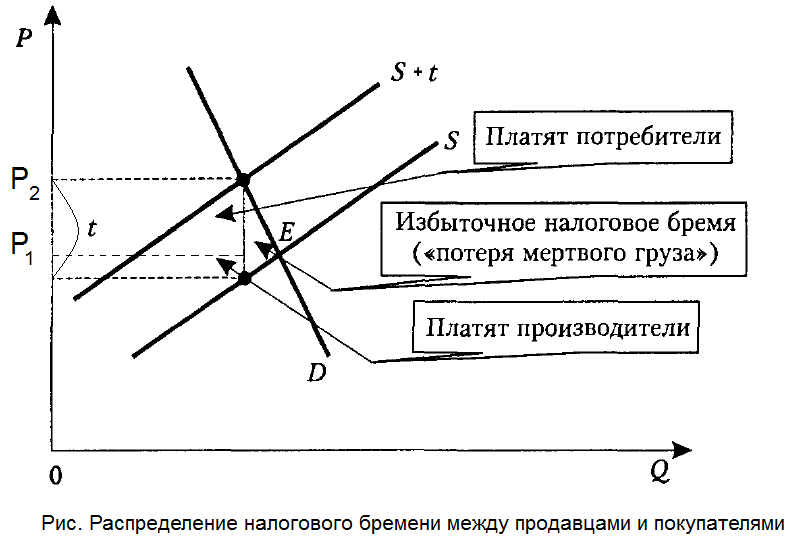 P
S + t
S
Платят потребители
P2
t
P1
E
Избыточное налоговое бремя
(«потеря мертвого груза»)
Платят производители
D
0
Q
Рис. Распределение налогового бремени между продавцами и покупателями